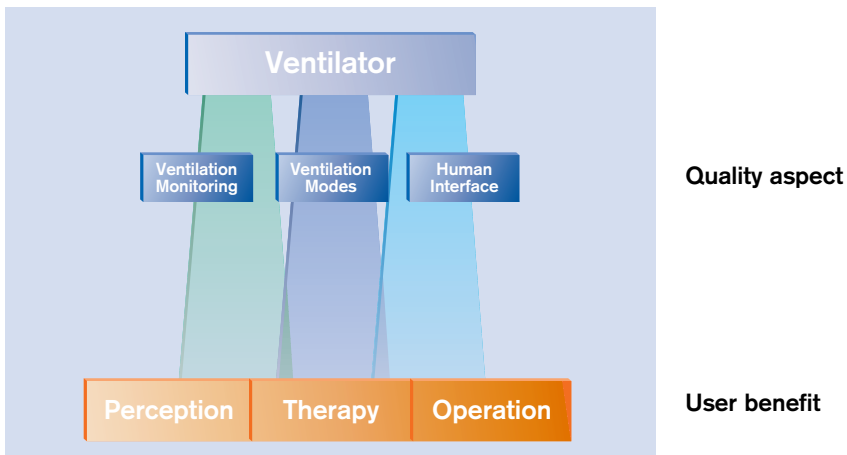 Ventilator
Ventilation
Monitoring
Ventilation
Modes
Human
Interface
Quality aspect
Perception
Therapy
Operation
User benefit